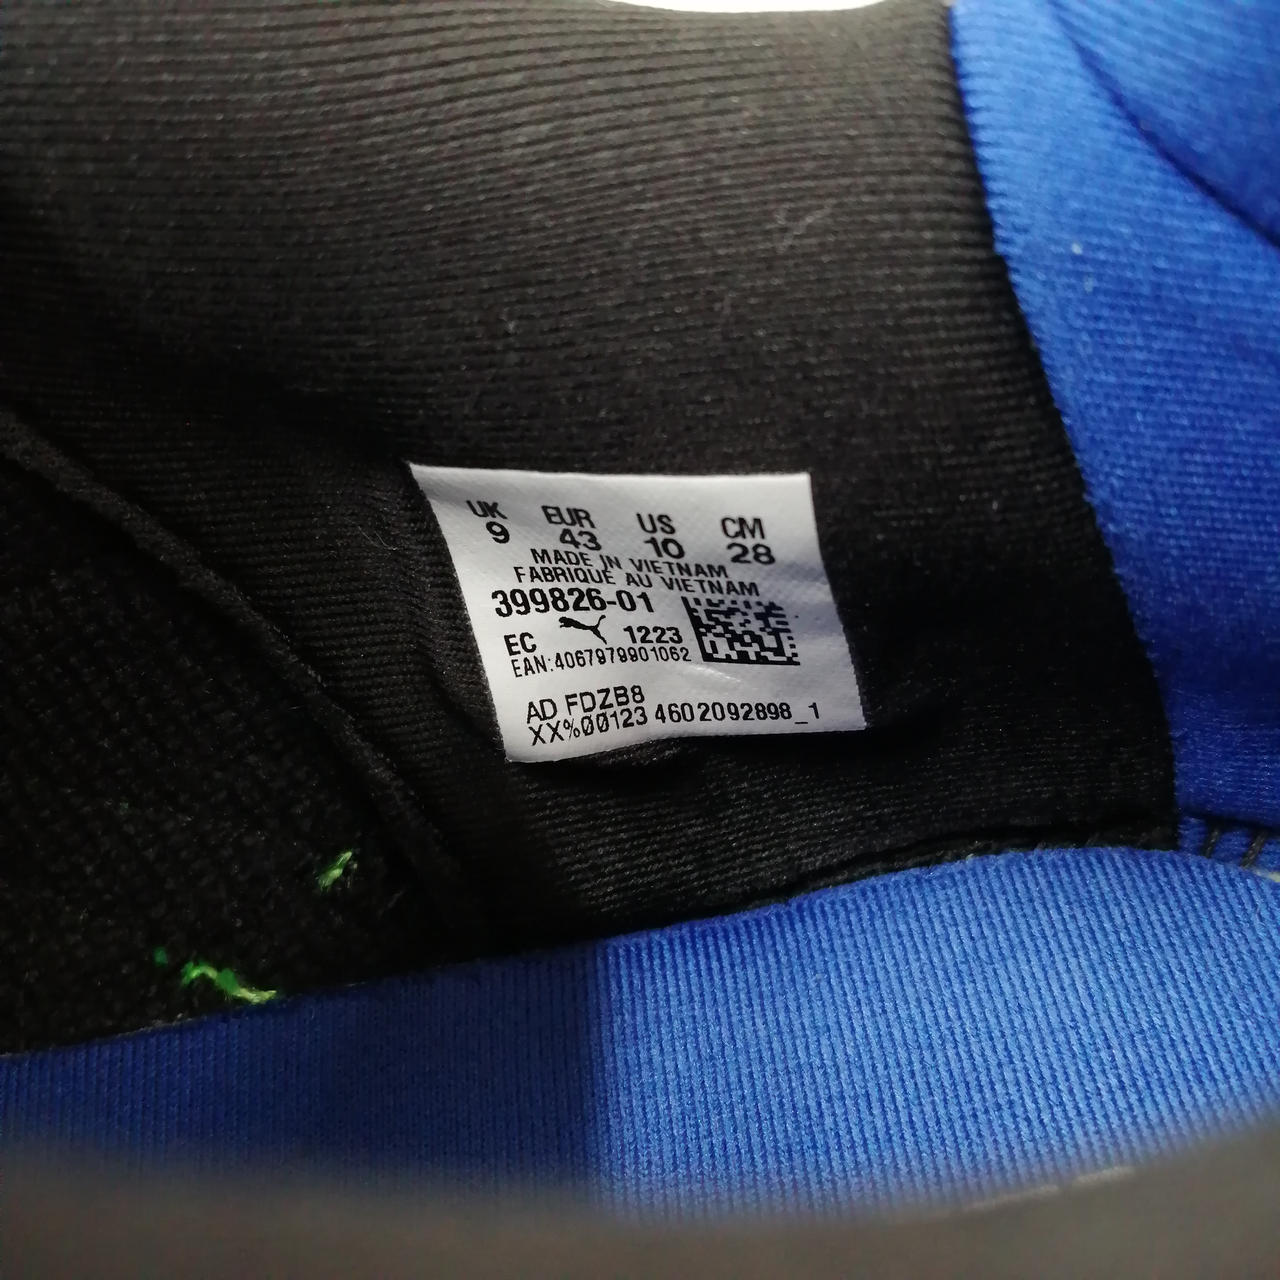 UK EUR US CM
9 43 10 28
MADE IN VIETNAM
FABRIQUÉ AU VIETNAM
399826-01
EC 1223
EAN:4067979901062
AD FDZB8
XX%00123 4602092898_1